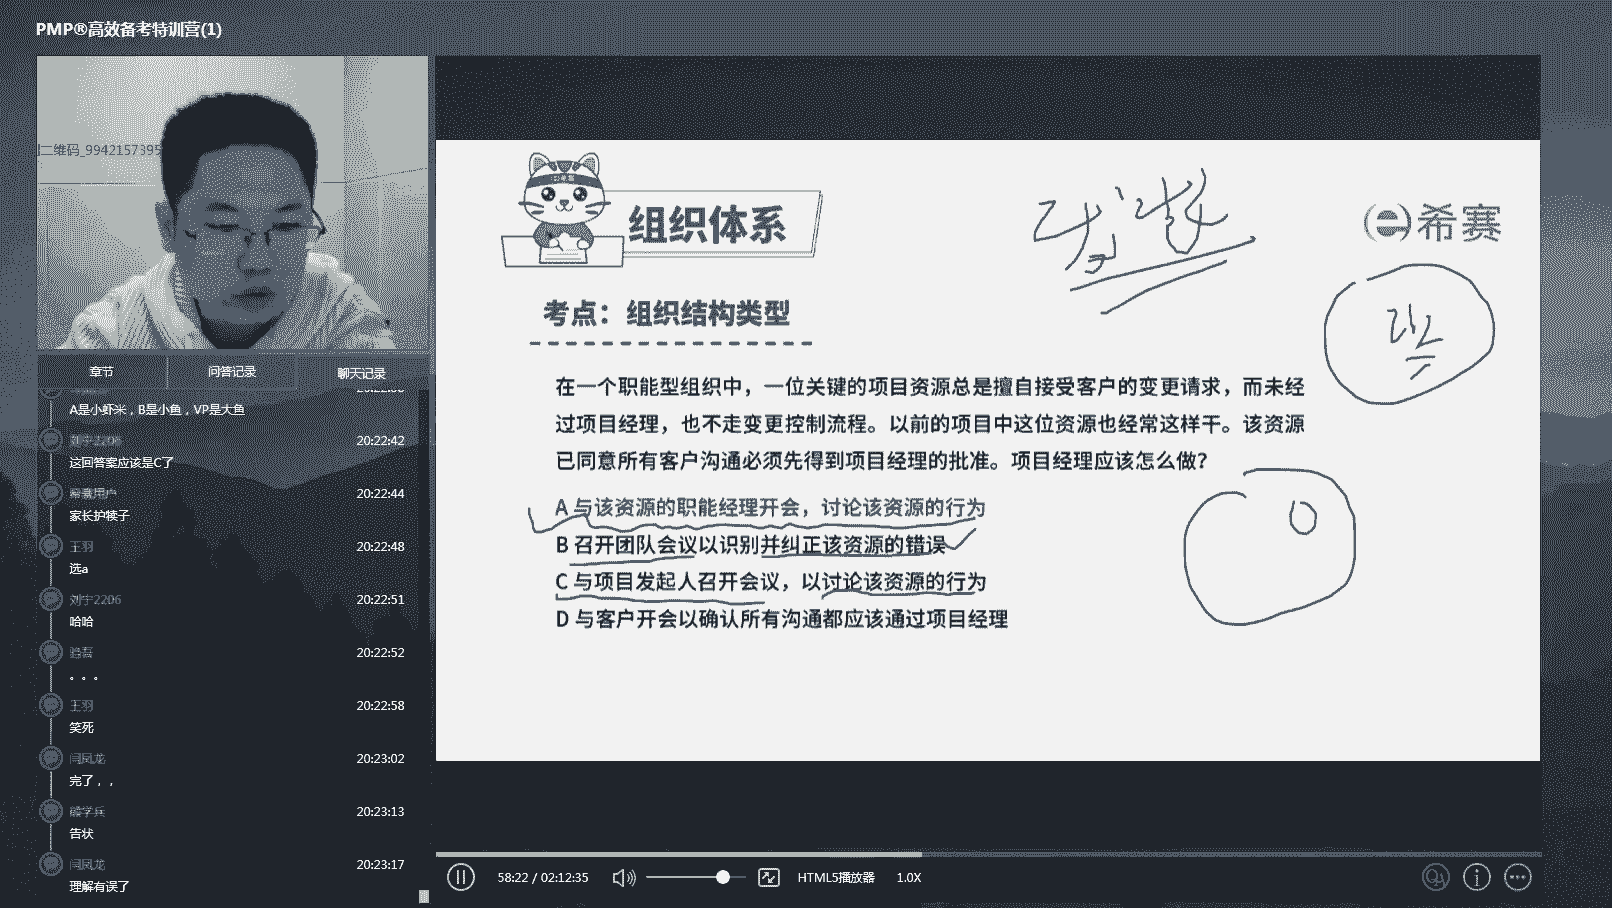 PMP®高效备考特训营(1)
二维码_9942157395
章节
问答记录
聊天记录
A是小虾米，B是小鱼，VP是大鱼
刘宇2206
20:22:42
这回答案应该是C了
希赛用户
20:22:44
家长护犊子
王羽
20:22:48
选a
刘宇2206
20:22:51
哈哈
20:22:52
。。。
王羽
20:22:58
笑死
闫凤龙
20:23:02
完了，，
20:23:13
告状
闫凤龙
20:23:17
理解有误了
组织体系
希赛
考点：组织结构类型
在一个职能型组织中，一位关键的项目资源总是擅自接受客户的变更请求，而未经
过项目经理，也不走变更控制流程。以前的项目中这位资源也经常这样干。该资源
已同意所有客户沟通必须先得到项目经理的批准。项目经理应该怎么做?
A 与该资源的职能经理开会，讨论该资源的行为
B 召开团队会议以识别并纠正该资源的错误
C 与项目发起人召开会议，以讨论该资源的行为
D 与客户开会以确认所有沟通都应该通过项目经理
58:22 / 02:12:35
HTML5播放器
1.0X